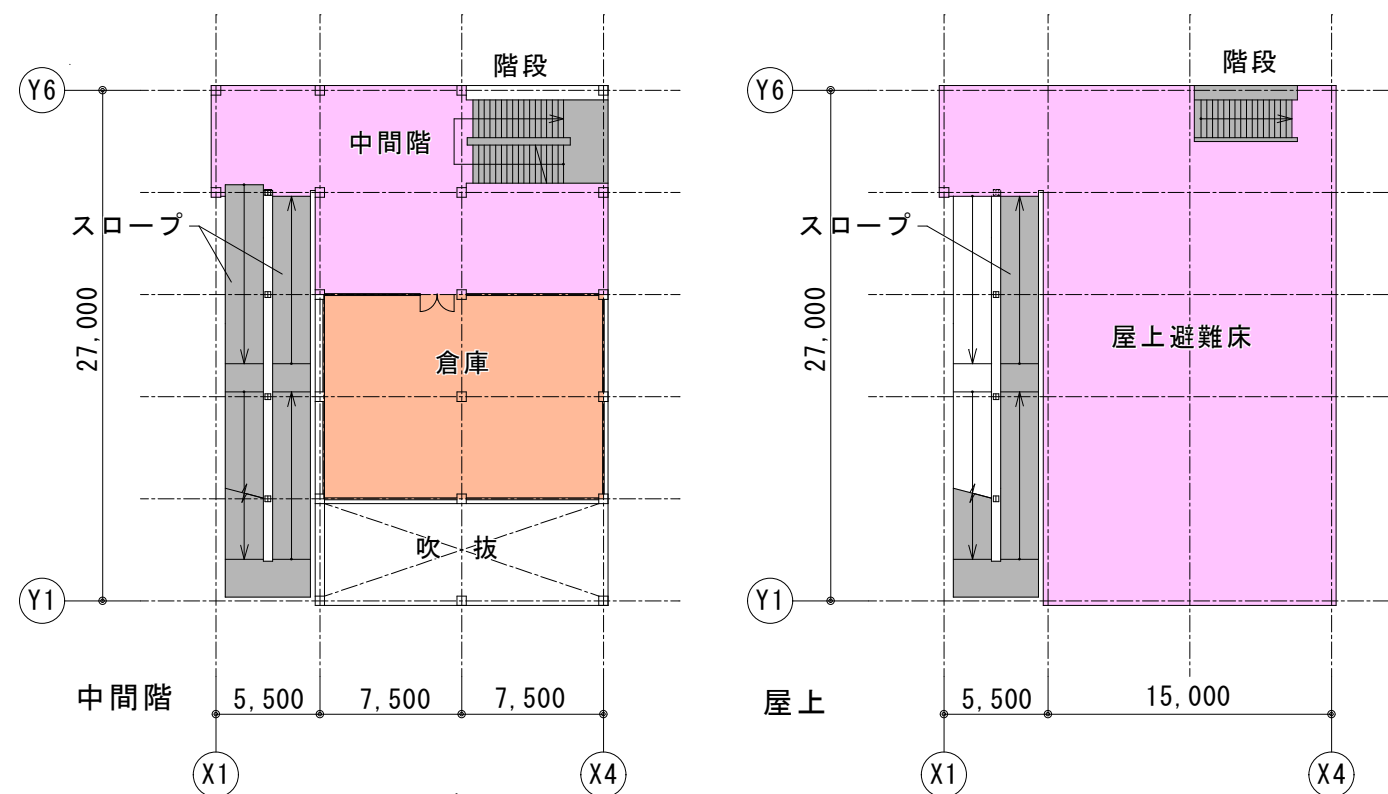 階段
Y6
中間階
スロープ
27,000
倉庫
吹 抜
Y1
中間階
5,500
7,500
7,500
X1
X4
階段
Y6
スロープ
27,000
屋上避難床
Y1
屋上
5,500
15,000
X1
X4